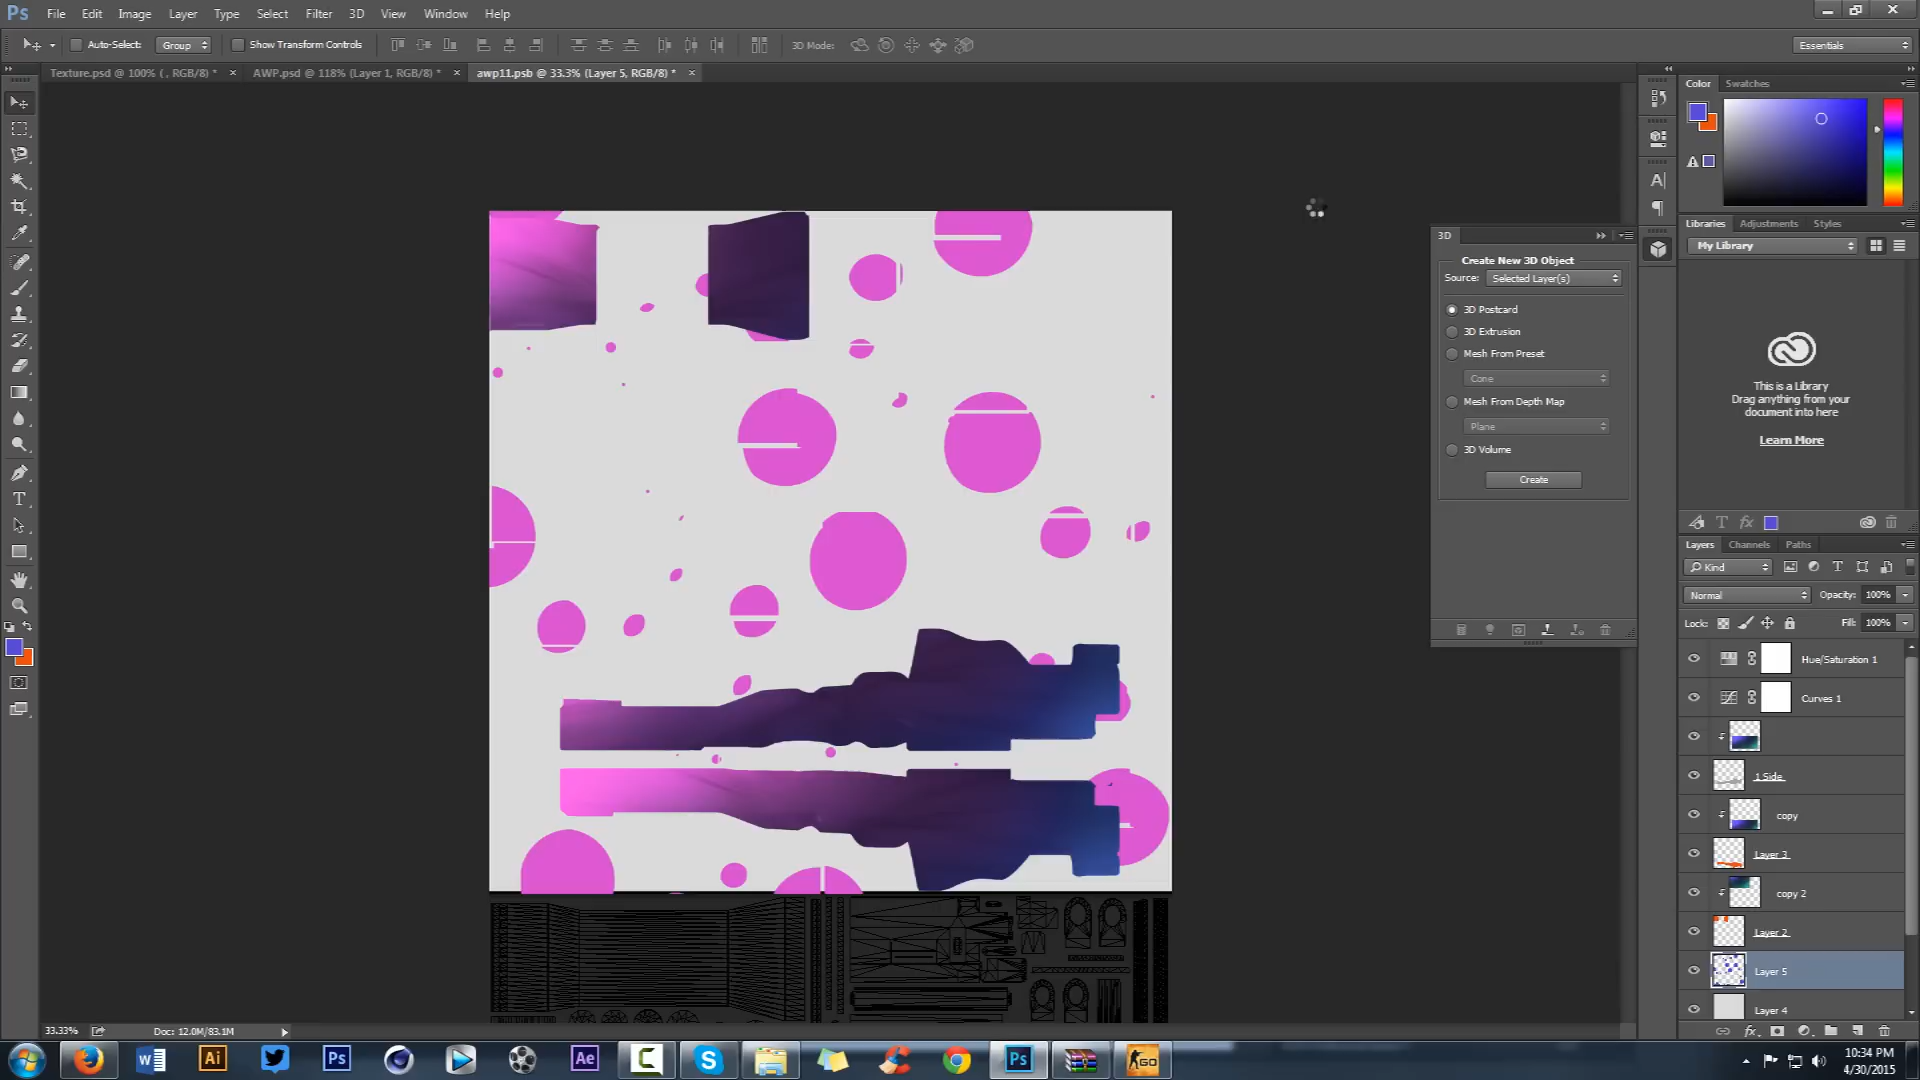 Ps File Edit Image Layer Type Select Filter 3D View Window Help
Auto-Select: Group Show Transform Controls 3D Mode: Essentials
Texture.psd @ 100% ( , RGB/8) * × AWP.psd @ 118% (Layer 1, RGB/8) * × awp11.psb @ 33.3% (Layer 5, RGB/8) * ×
Color Swatches
Libraries Adjustments Styles
My Library
This is a Library
Drag anything from your
document into here
Learn More
3D
Create New 3D Object
Source: Selected Layer(s)
3D Postcard
3D Extrusion
Mesh From Preset
Cone
Mesh From Depth Map
Plane
3D Volume
Create
Layers Channels Paths
Kind
Normal Opacity: 100%
Lock: Fill: 100%
Hue/Saturation 1
Curves 1
1 Side
copy
Layer 3
copy 2
Layer 2
Layer 5
Layer 4
33.33% Doc: 12.0M/83.1M
W Ai Ps Ae C S Ps GO
10:34 PM
4/30/2015